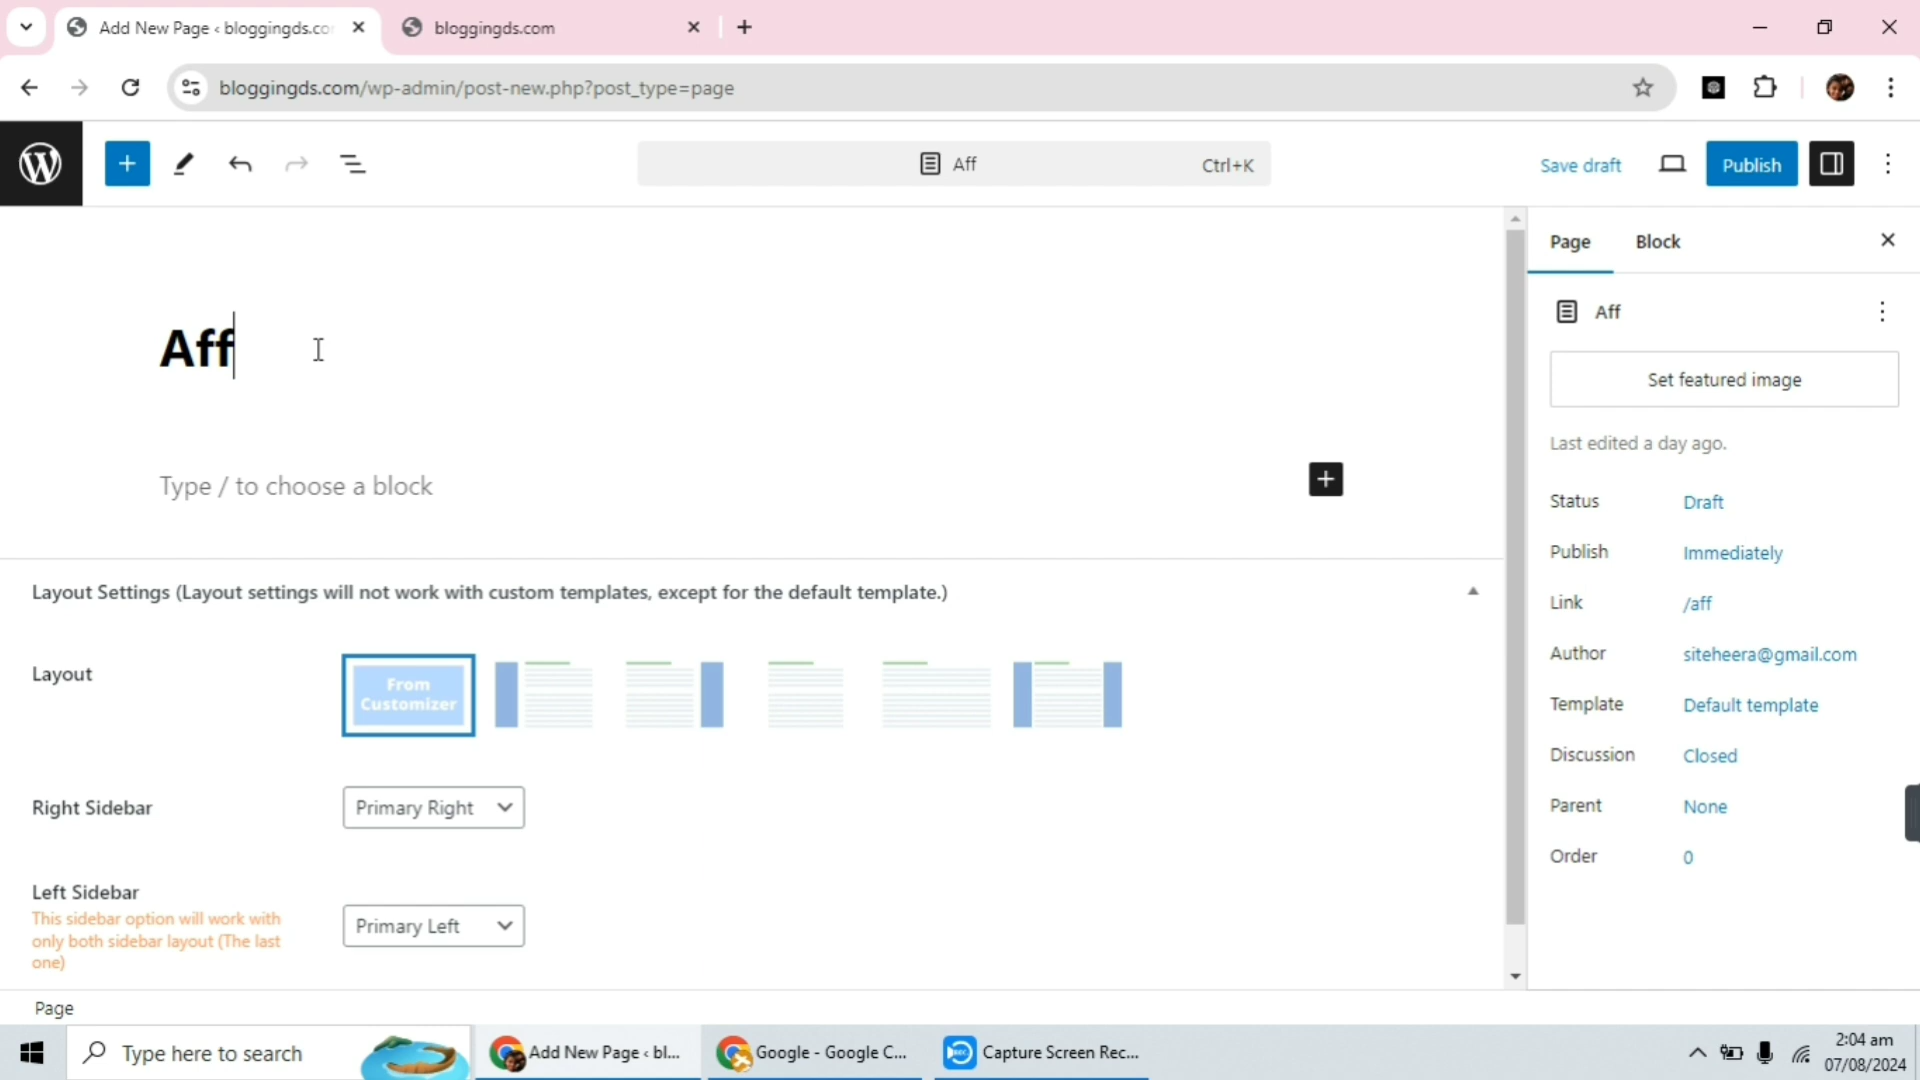 Add New Page ‹ bloggingds.co
bloggingds.com
bloggingds.com/wp-admin/post-new.php?post_type=page
Aff
Ctrl+K
Save draft
Publish
Aff
Type / to choose a block
Layout Settings (Layout settings will not work with custom templates, except for the default template.)
Layout
From
Customizer
Right Sidebar
Primary Right
Left Sidebar
This sidebar option will work with
only both sidebar layout (The last
one)
Primary Left
Page
Page
Block
Aff
Set featured image
Last edited a day ago.
Status
Draft
Publish
Immediately
Link
/aff
Author
siteheera@gmail.com
Template
Default template
Discussion
Closed
Parent
None
Order
0
Type here to search
Add New Page ‹ bl...
Google - Google C...
REC
Capture Screen Rec...
2:04 am
07/08/2024